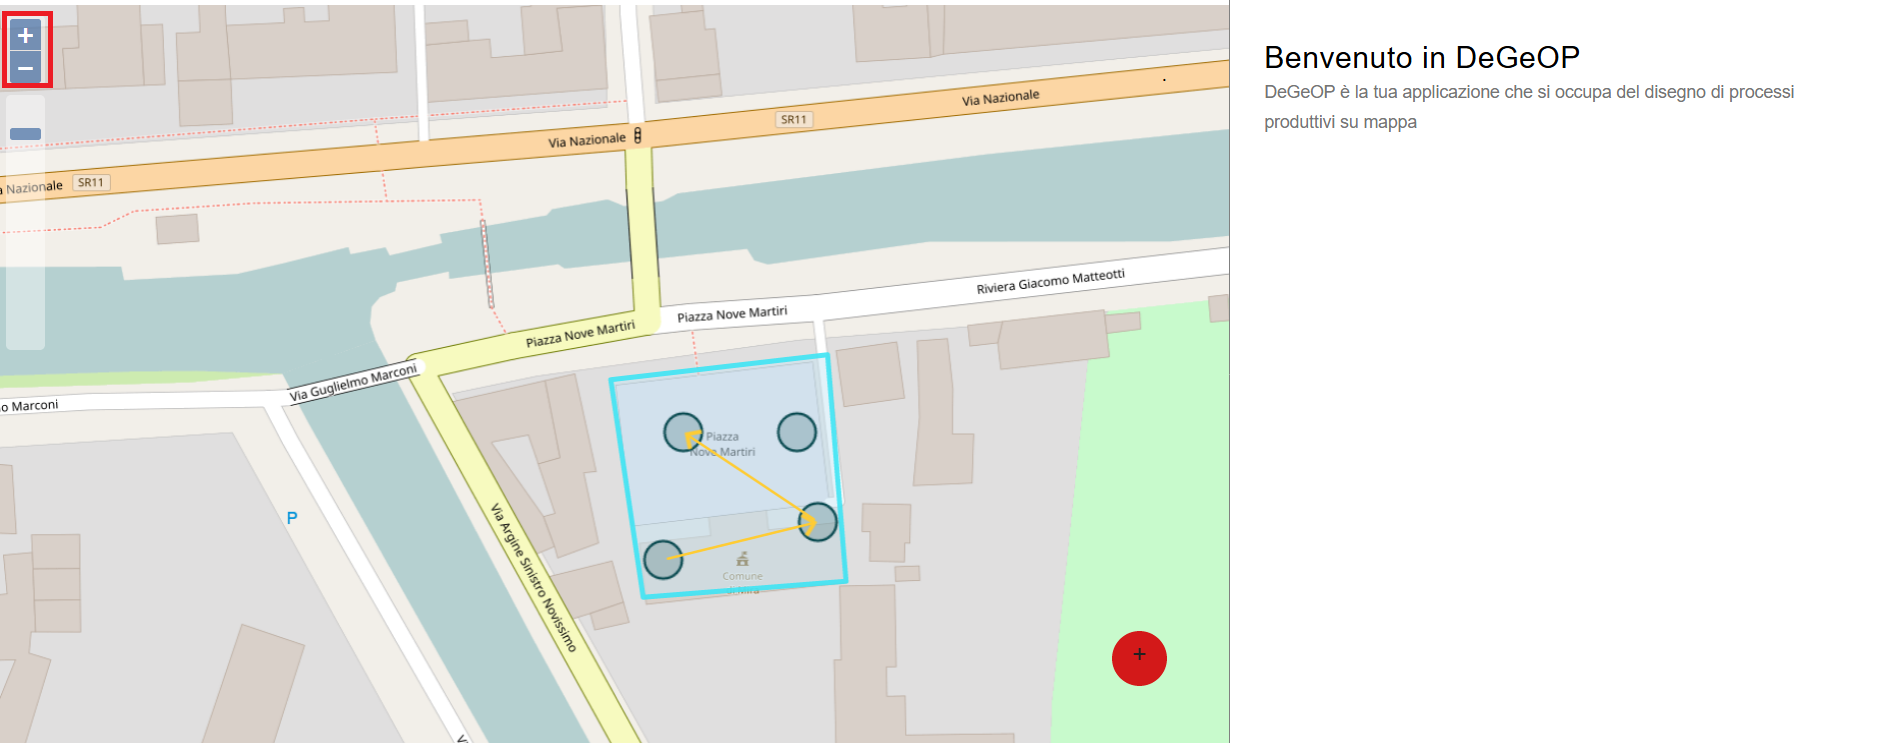 +
−
Via Nazionale
SR11
Via Nazionale
SR11
Nazionale
Riviera Giacomo Matteotti
Piazza Nove Martiri
Piazza Nove Martiri
Via Guglielmo Marconi
Marconi
Piazza
Nove Martiri
P
Via Argine Sinistro Novissimo
Comune
di Mira
+
Benvenuto in DeGeOP
DeGeOP è la tua applicazione che si occupa del disegno di processi
produttivi su mappa